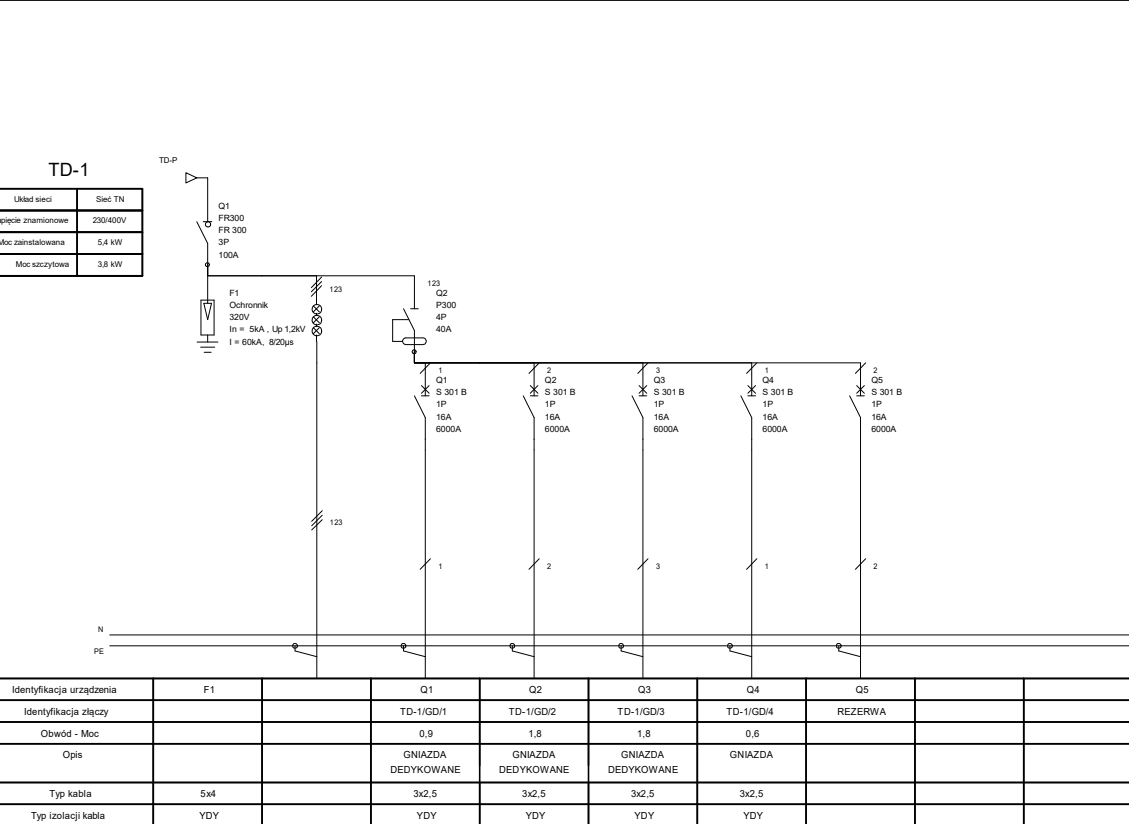 TD-P
TD-1
Układ sieci Sieć TN
pięcie znamionowe 230/400V
Moc zainstalowana 5,4 kW
Moc szczytowa 3,8 kW
Q1
FR300
FR 300
3P
100A
F1
Ochronnik
320V
In = 5kA , Up 1,2kV
I = 60kA, 8/20µs
123
123
Q2
P300
4P
40A
1
Q1
S 301 B
1P
16A
6000A
2
Q2
S 301 B
1P
16A
6000A
3
Q3
S 301 B
1P
16A
6000A
1
Q4
S 301 B
1P
16A
6000A
2
Q5
S 301 B
1P
16A
6000A
123
1 2 3 1 2
N
PE
Identyfikacja urządzenia F1 Q1 Q2 Q3 Q4 Q5
Identyfikacja złączy TD-1/GD/1 TD-1/GD/2 TD-1/GD/3 TD-1/GD/4 REZERWA
Obwód - Moc 0,9 1,8 1,8 0,6
Opis GNIAZDA GNIAZDA GNIAZDA GNIAZDA
DEDYKOWANE DEDYKOWANE DEDYKOWANE
Typ kabla 5x4 3x2,5 3x2,5 3x2,5 3x2,5
Typ izolacji kabla YDY YDY YDY YDY YDY